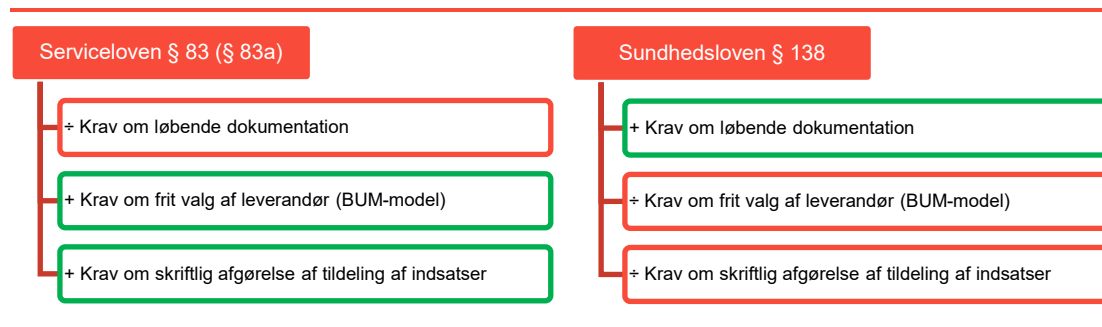 Serviceloven § 83 (§ 83a)
÷ Krav om løbende dokumentation
+ Krav om frit valg af leverandør (BUM-model)
+ Krav om skriftlig afgørelse af tildeling af indsatser
Sundhedsloven § 138
+ Krav om løbende dokumentation
÷ Krav om frit valg af leverandør (BUM-model)
÷ Krav om skriftlig afgørelse af tildeling af indsatser